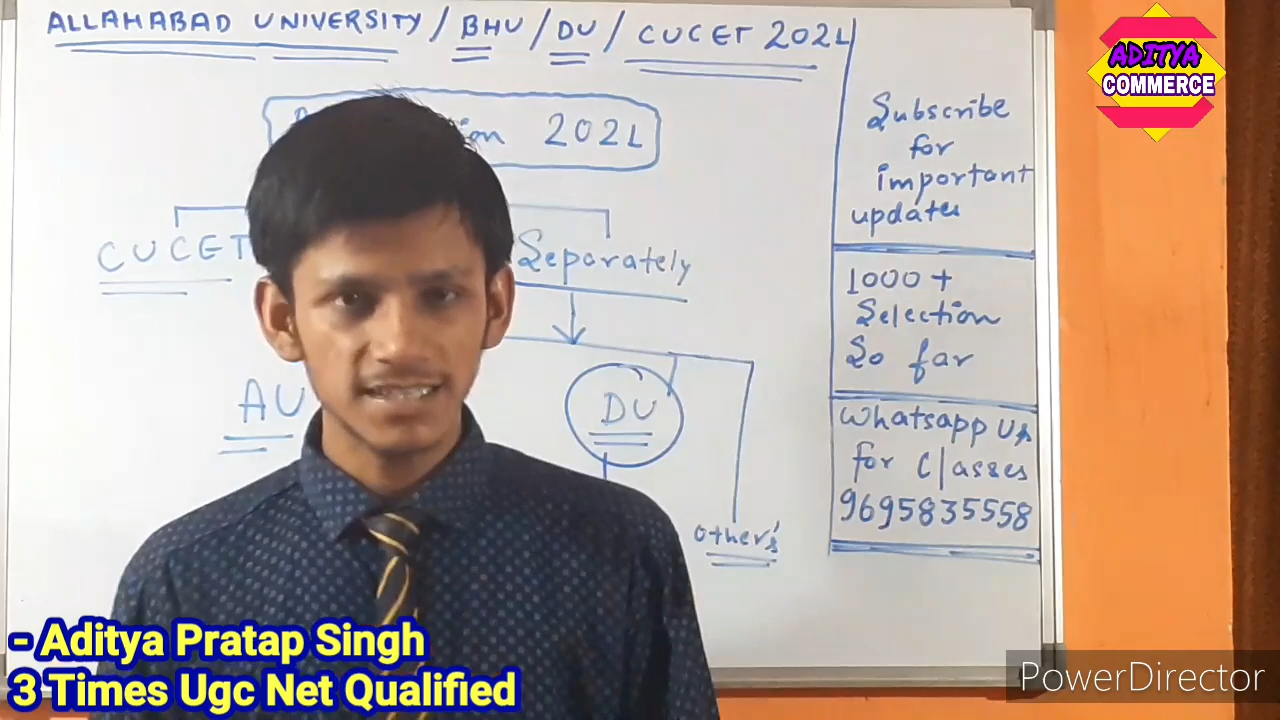 ALLAHABAD UNIVERSITY / BHU / DU / CUCET 2021
ADITYA
COMMERCE
2021
Subscribe
for
important
updates
CUCET
Separately
1000+
Selection
So far
AU
DU
Whatsapp us
for Classes
9695835558
other's
- Aditya Pratap Singh
3 Times Ugc Net Qualified
PowerDirector